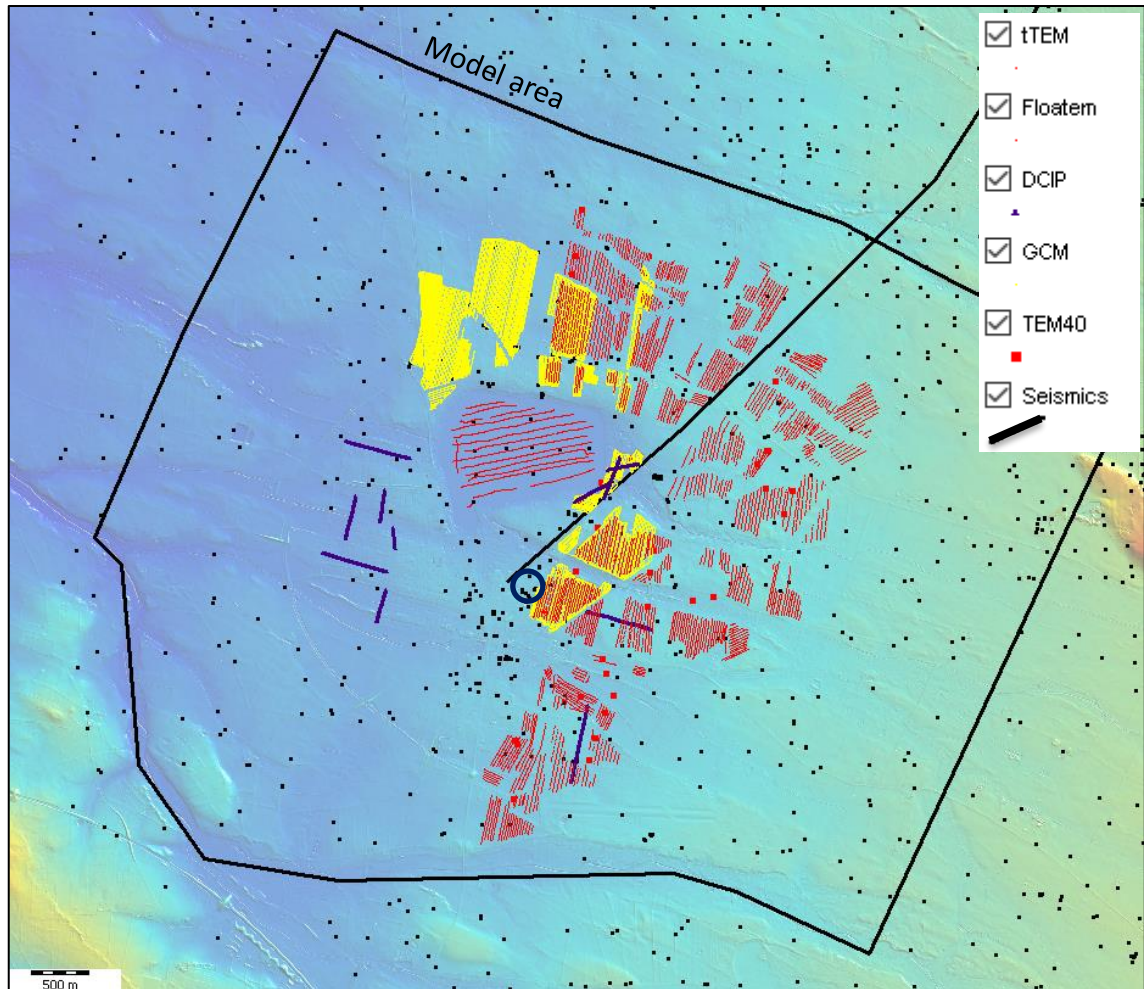 Model area
tTEM
Floatem
DCIP
GCM
TEM40
Seismics
500 m